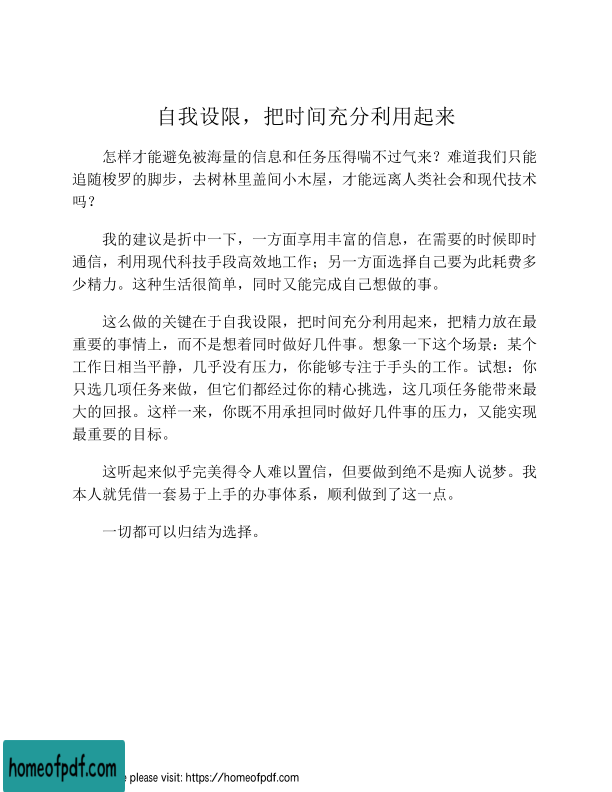 自我设限，把时间充分利用起来
怎样才能避免被海量的信息和任务压得喘不过气来？难道我们只能
追随梭罗的脚步，去树林里盖间小木屋，才能远离人类社会和现代技术
吗？
我的建议是折中一下，一方面享用丰富的信息，在需要的时候即时
通信，利用现代科技手段高效地工作；另一方面选择自己要为此耗费多
少精力。这种生活很简单，同时又能完成自己想做的事。
这么做的关键在于自我设限，把时间充分利用起来，把精力放在最
重要的事情上，而不是想着同时做好几件事。想象一下这个场景：某个
工作日相当平静，几乎没有压力，你能够专注于手头的工作。试想：你
只选几项任务来做，但它们都经过你的精心挑选，这几项任务能带来最
大的回报。这样一来，你既不用承担同时做好几件事的压力，又能实现
最重要的目标。
这听起来似乎完美得令人难以置信，但要做到绝不是痴人说梦。我
本人就凭借一套易于上手的办事体系，顺利做到了这一点。
一切都可以归结为选择。
homeofpdf.com
please visit: https://homeofpdf.com